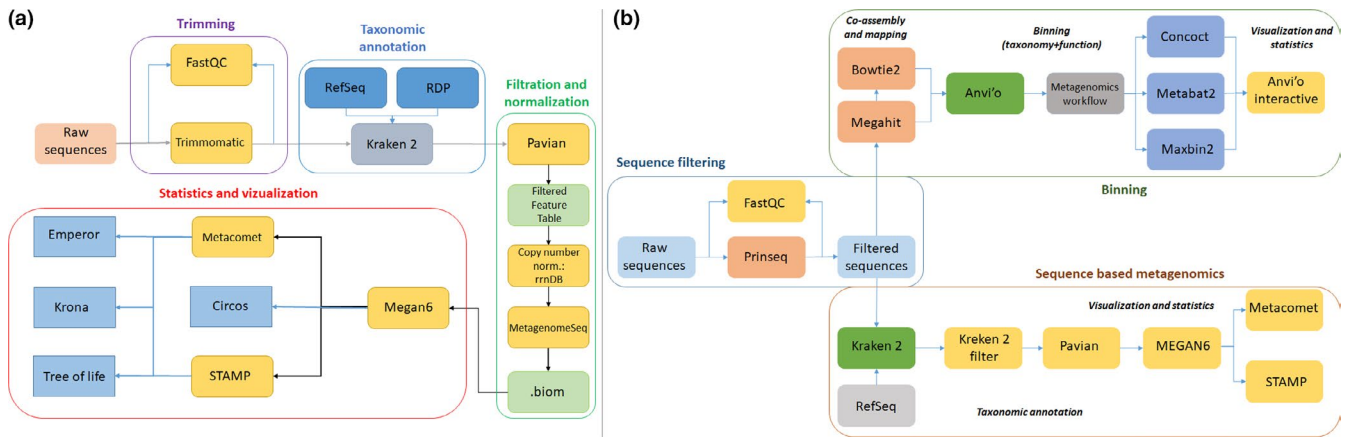 (a)
Trimming
FastQC
Raw
sequences
Trimmomatic
Taxonomic
annotation
RefSeq
RDP
Kraken 2
Filtration and
normalization
Pavian
Filtered
Feature
Table
Copy number
norm.:
rrnDB
MetagenomeSeq
.biom
Statistics and vizualization
Emperor
Metacomet
Krona
Circos
Megan6
Tree of life
STAMP
(b)
Co-assembly
and mapping
Bowtie2
Megahit
Anvi'o
Binning
(taxonomy+function)
Metagenomics
workflow
Concoct
Metabat2
Maxbin2
Visualization and
statistics
Anvi'o
interactive
Binning
Sequence filtering
FastQC
Raw
sequences
Prinseq
Filtered
sequences
Sequence based metagenomics
Visualization and statistics
Metacomet
Kraken 2
Kreken 2
filter
Pavian
MEGAN6
STAMP
RefSeq
Taxonomic annotation